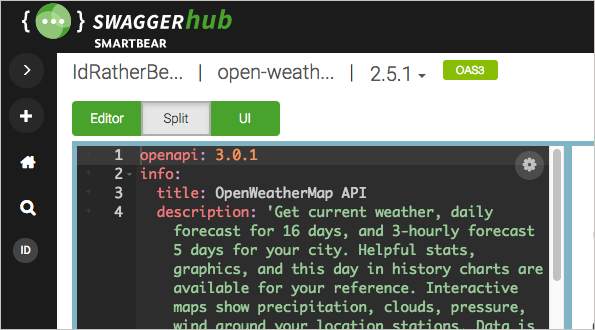 SWAGGERhub
SMARTBEAR
IdRatherBe... | open-weath... | 2.5.1 OAS3
Editor Split UI
1 openapi: 3.0.1
2 info:
3 title: OpenWeatherMap API
4 description: 'Get current weather, daily
forecast for 16 days, and 3-hourly forecast
5 days for your city. Helpful stats,
graphics, and this day in history charts are
available for your reference. Interactive
maps show precipitation, clouds, pressure,
wind around your location stations. Data is
ID